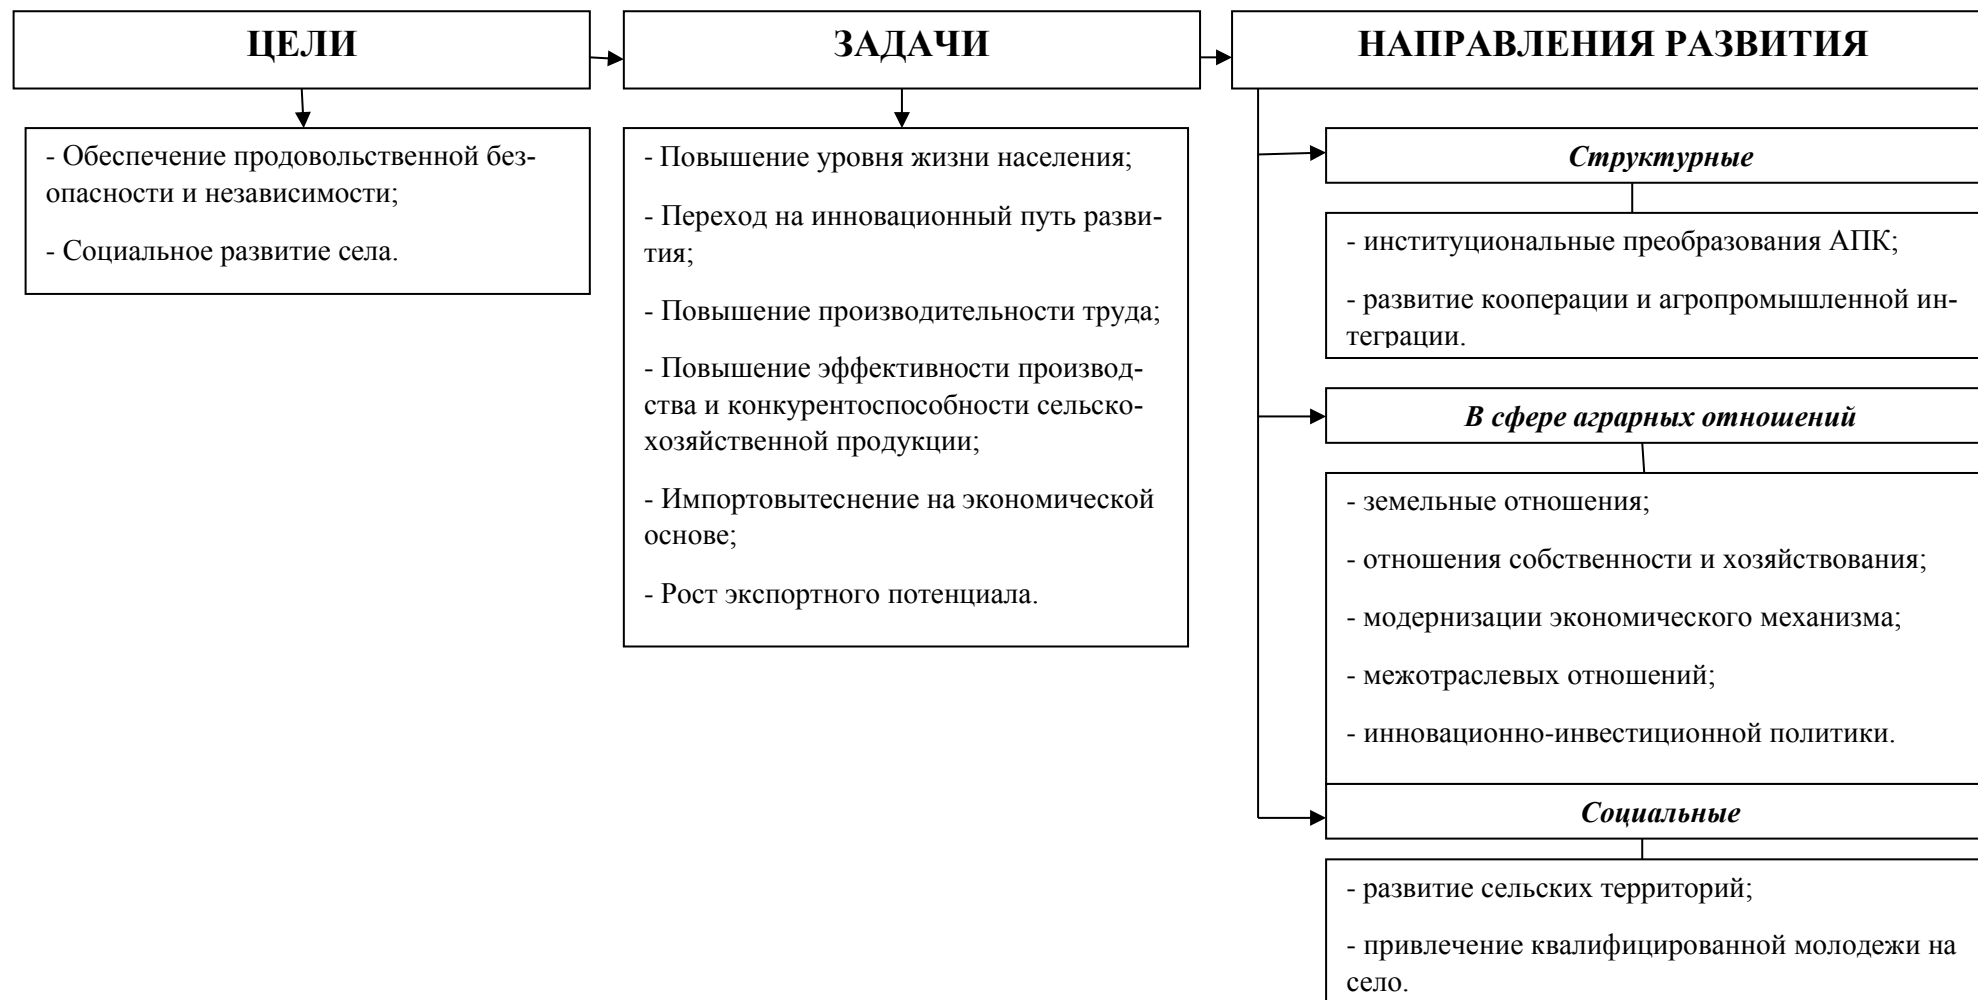 ЦЕЛИ
- Обеспечение продовольственной без-
опасности и независимости;
- Социальное развитие села.
ЗАДАЧИ
- Повышение уровня жизни населения;
- Переход на инновационный путь разви-
тия;
- Повышение производительности труда;
- Повышение эффективности производ-
ства и конкурентоспособности сельско-
хозяйственной продукции;
- Импортовытеснение на экономической
основе;
- Рост экспортного потенциала.
НАПРАВЛЕНИЯ РАЗВИТИЯ
Структурные
- институциональные преобразования АПК;
- развитие кооперации и агропромышленной ин-
теграции.
В сфере аграрных отношений
- земельные отношения;
- отношения собственности и хозяйствования;
- модернизации экономического механизма;
- межотраслевых отношений;
- инновационно-инвестиционной политики.
Социальные
- развитие сельских территорий;
- привлечение квалифицированной молодежи на
село.